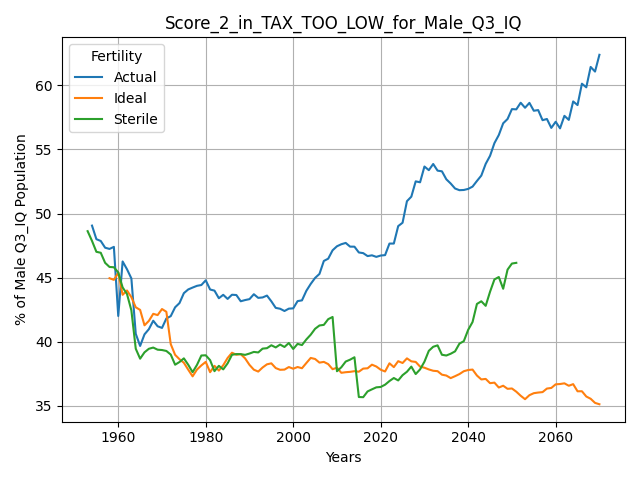 Score_2_in_TAX_TOO_LOW_for_Male_Q3_IQ
Fertility
Actual
Ideal
Sterile
% of Male Q3_IQ Population
60
55
50
45
40
35
1960
1980
2000
2020
2040
2060
Years